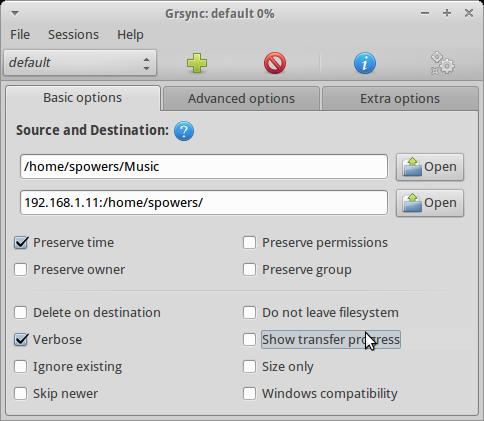 Grsync: default 0%
File Sessions Help
default
Basic options Advanced options Extra options
Source and Destination: ?
/home/spowers/Music Open
192.168.1.11:/home/spowers/ Open
Preserve time Preserve permissions
Preserve owner Preserve group
Delete on destination Do not leave filesystem
Verbose Show transfer progress
Ignore existing Size only
Skip newer Windows compatibility